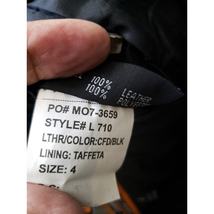 100% LEATHER
100%
PO# MO7-3659
STYLE# L 710
LTHR/COLOR:CFD/BLK
LINING: TAFFETA
SIZE: 4